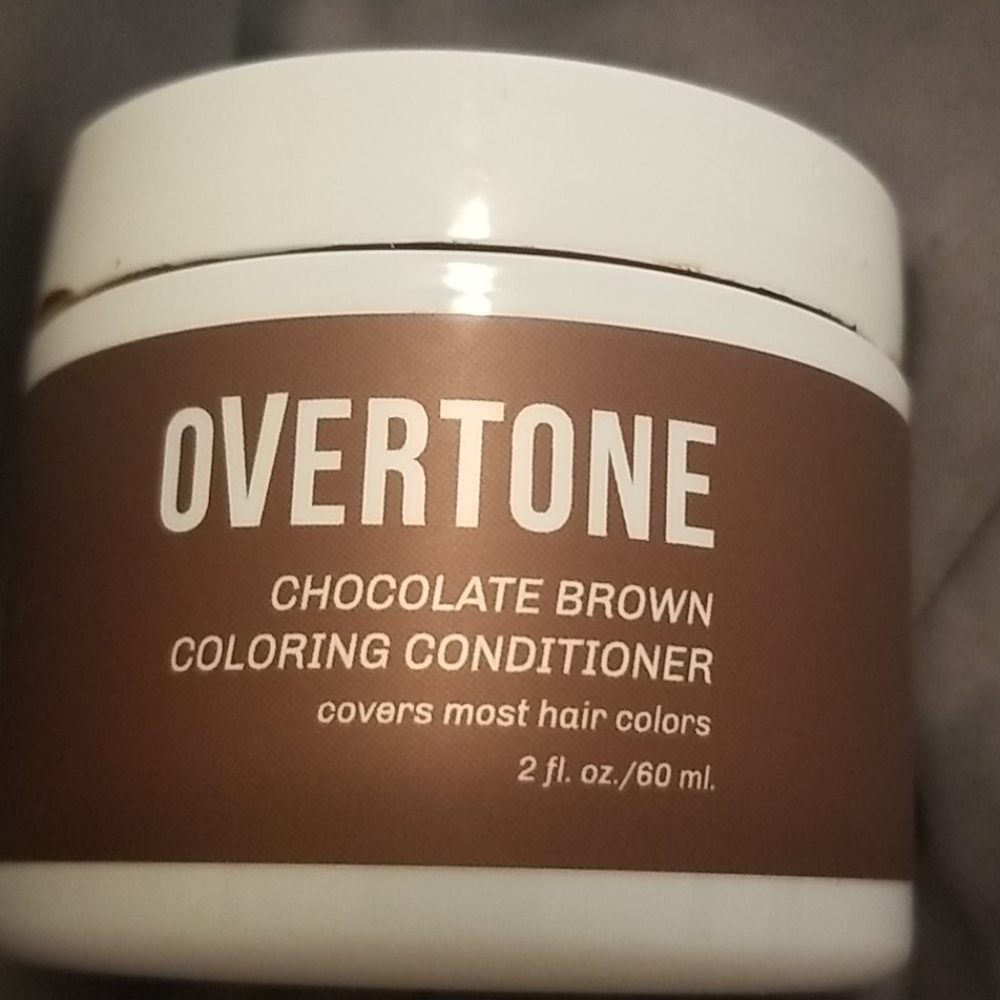 OVERTONE
CHOCOLATE BROWN
COLORING CONDITIONER
covers most hair colors
2 fl. oz./60 ml.